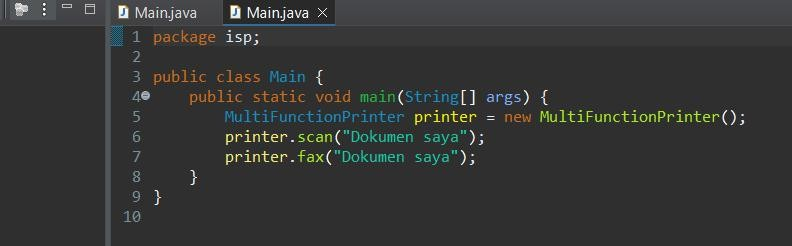 Main.java Main.java
1 package isp;
2
3 public class Main {
4 public static void main(String[] args) {
5 MultiFunctionPrinter printer = new MultiFunctionPrinter();
6 printer.scan("Dokumen saya");
7 printer.fax("Dokumen saya");
8 }
9 }
10